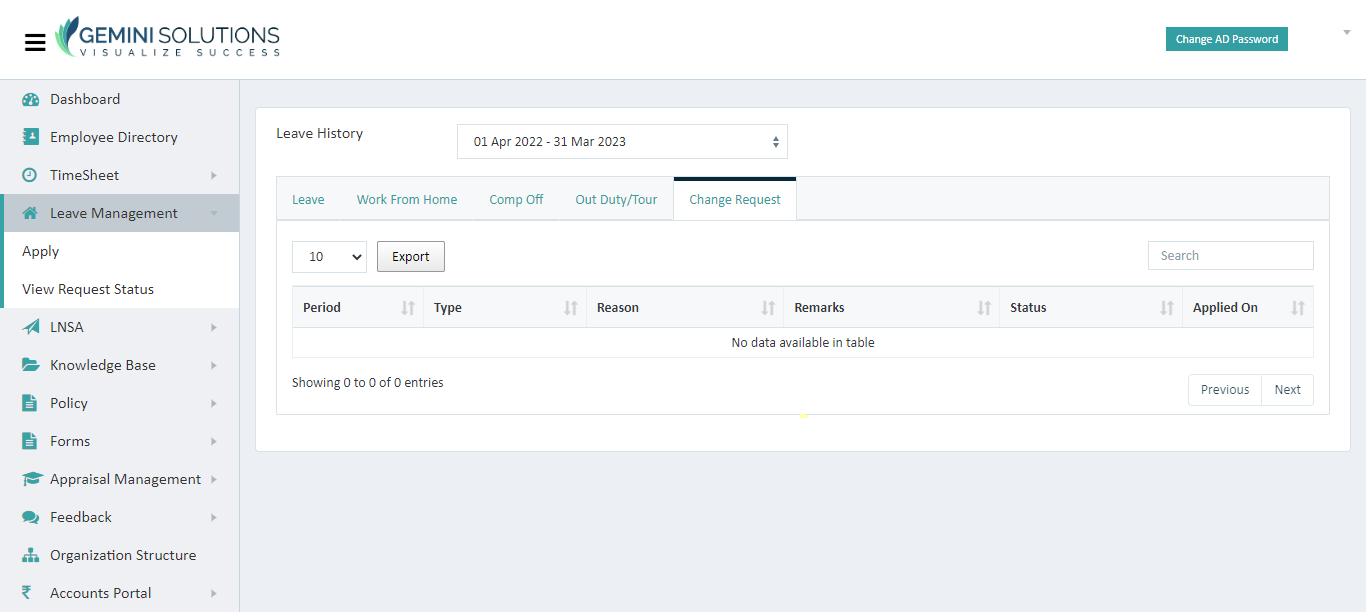 GEMINI SOLUTIONS
VISUALIZE SUCCESS
Change AD Password
Dashboard
Employee Directory
TimeSheet
Leave Management
Apply
View Request Status
LNSA
Knowledge Base
Policy
Forms
Appraisal Management
Feedback
Organization Structure
Accounts Portal
Leave History
01 Apr 2022 - 31 Mar 2023
Leave Work From Home Comp Off Out Duty/Tour Change Request
10 Export Search
Period Type Reason Remarks Status Applied On
No data available in table
Showing 0 to 0 of 0 entries
Previous Next